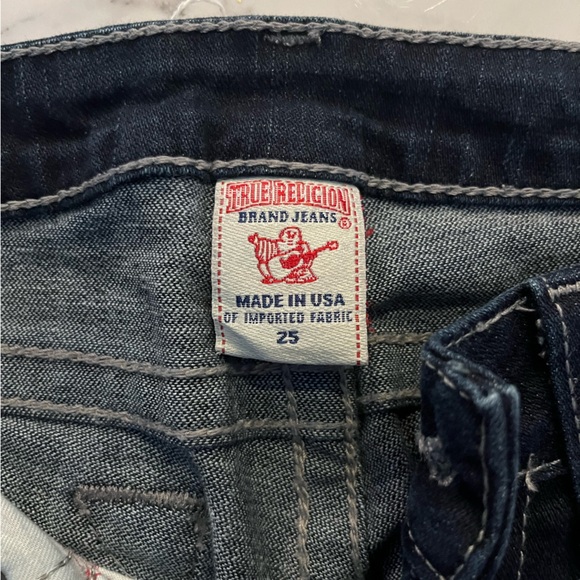 TRUE RELIGION
BRAND JEANS ®
MADE IN USA
OF IMPORTED FABRIC
25